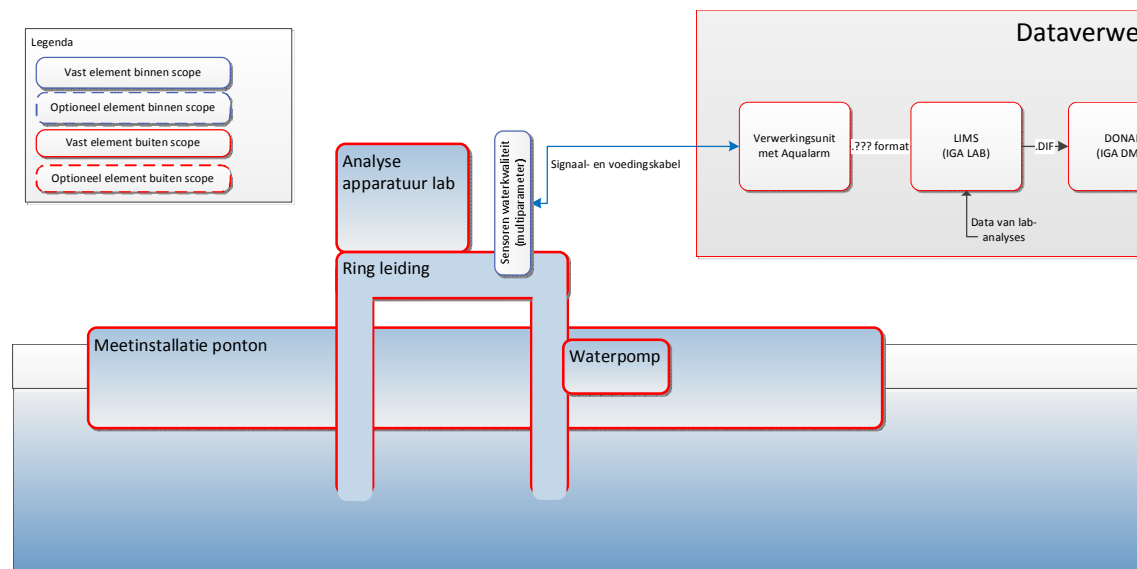 Dataverwe
Legenda
Vast element binnen scope
Optioneel element binnen scope
Vast element buiten scope
Optioneel element buiten scope
Analyse
apparatuur lab
Sensoren waterkwaliteit
(multiparameter)
Signaal- en voedingskabel
Verwerkingsunit
met Aqualarm
.??? format
LIMS
(IGA LAB)
.DIF
DONA
(IGA DM
Data van lab-
analyses
Ring leiding
Meetinstallatie ponton
Waterpomp